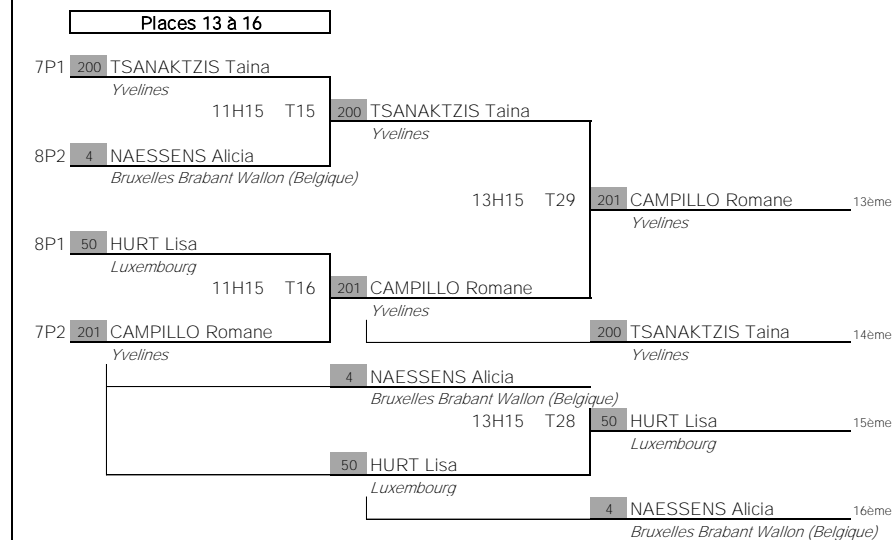 Places 13 à 16
7P1 200 TSANAKTZIS Taina
Yvelines
11H15 T15 200 TSANAKTZIS Taina
Yvelines
8P2 4 NAESSENS Alicia
Bruxelles Brabant Wallon (Belgique)
13H15 T29 201 CAMPILLO Romane 13ème
Yvelines
8P1 50 HURT Lisa
Luxembourg
11H15 T16 201 CAMPILLO Romane
Yvelines
7P2 201 CAMPILLO Romane 200 TSANAKTZIS Taina 14ème
Yvelines Yvelines
4 NAESSENS Alicia
Bruxelles Brabant Wallon (Belgique)
13H15 T28 50 HURT Lisa 15ème
Luxembourg
50 HURT Lisa
Luxembourg
4 NAESSENS Alicia 16ème
Bruxelles Brabant Wallon (Belgique)